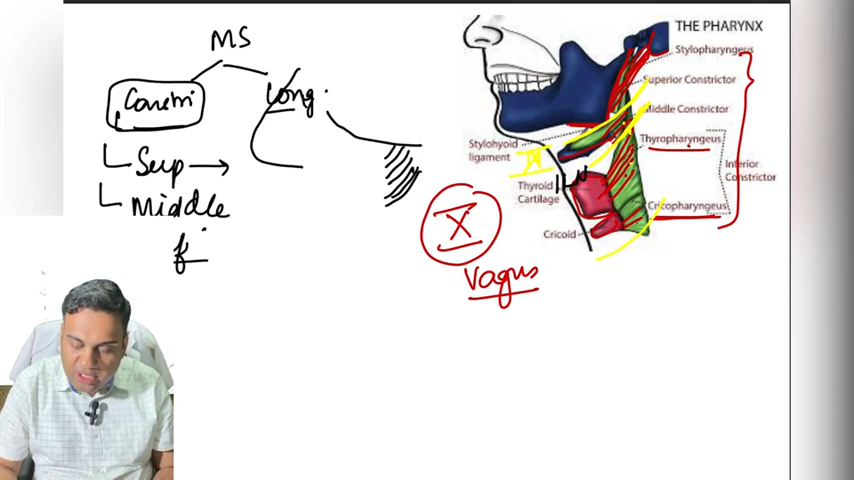 MS
Constri
Long.
Sup →
Middle
THE PHARYNX
Stylopharyngeus
Superior Constrictor
Middle Constrictor
Stylohyoid
ligament
Thyropharyngeus
Inferior
Constrictor
Thyroid
Cartilage
ILN
Cricopharyngeus
Cricoid
X
Vagus